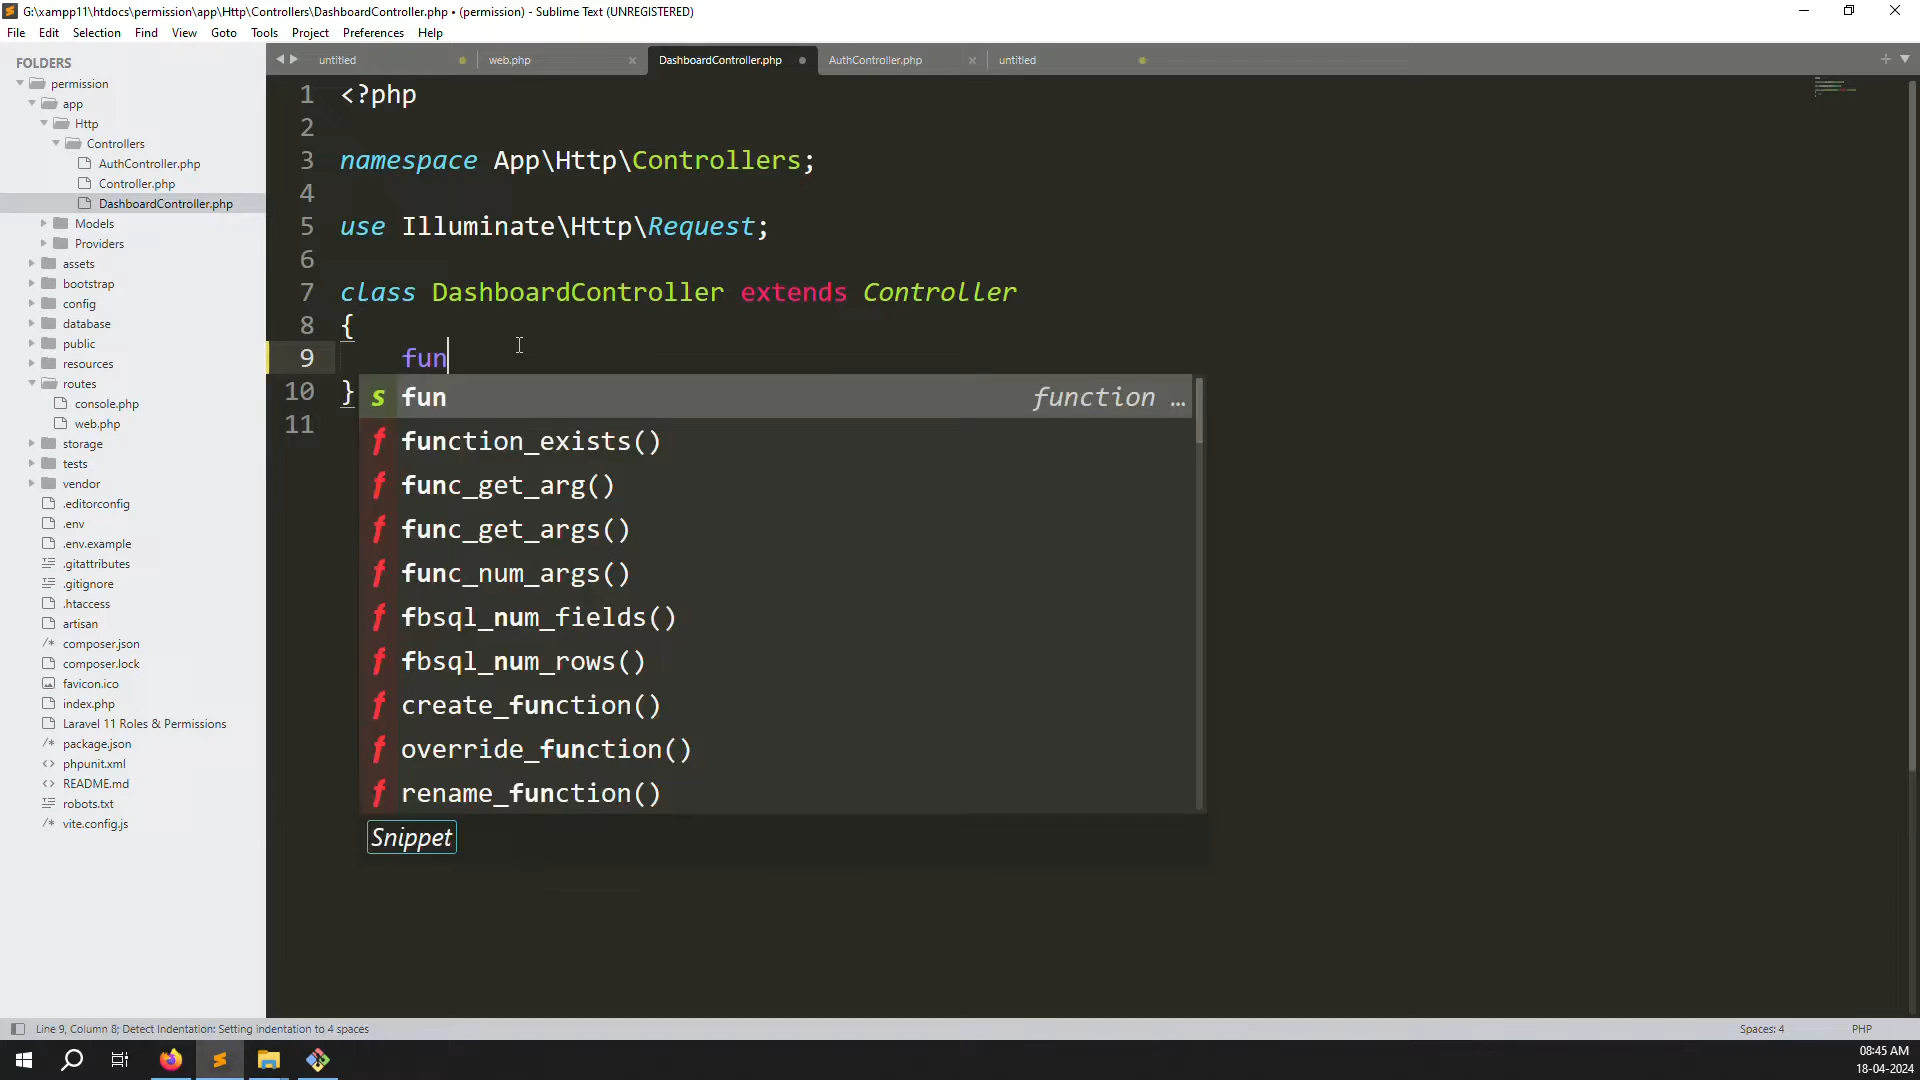 G:\xampp11\htdocs\permission\app\Http\Controllers\DashboardController.php • (permission) - Sublime Text (UNREGISTERED)
File Edit Selection Find View Goto Tools Project Preferences Help
FOLDERS
permission
app
Http
Controllers
AuthController.php
Controller.php
DashboardController.php
Models
Providers
assets
bootstrap
config
database
public
resources
routes
console.php
web.php
storage
tests
vendor
.editorconfig
.env
.env.example
.gitattributes
.gitignore
.htaccess
artisan
composer.json
composer.lock
favicon.ico
index.php
Laravel 11 Roles & Permissions
package.json
phpunit.xml
README.md
robots.txt
vite.config.js
untitled web.php DashboardController.php AuthController.php untitled
1 <?php
2
3 namespace App\Http\Controllers;
4
5 use Illuminate\Http\Request;
6
7 class DashboardController extends Controller
8 {
9 fun
10 }
11
s fun function …
f function_exists()
f func_get_arg()
f func_get_args()
f func_num_args()
f fbsql_num_fields()
f fbsql_num_rows()
f create_function()
f override_function()
f rename_function()
Snippet
Line 9, Column 8; Detect Indentation: Setting indentation to 4 spaces Spaces: 4 PHP
08:45 AM
18-04-2024